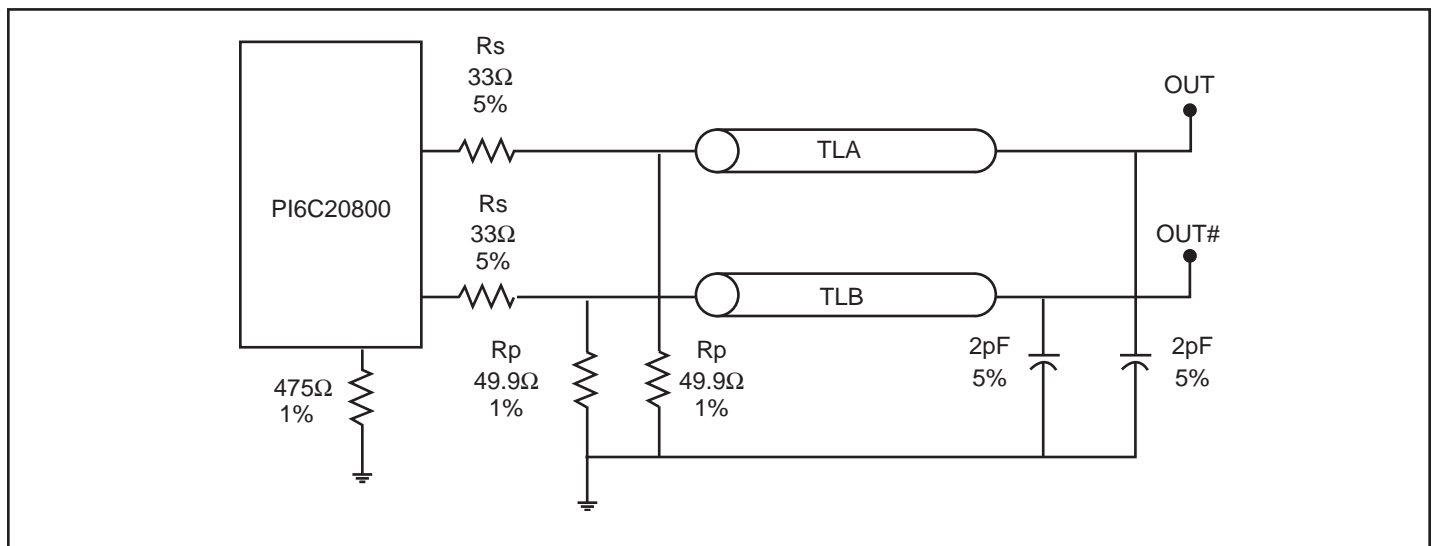 Rs
33Ω
5%
OUT
TLA
PI6C20800
Rs
33Ω
5%
OUT#
TLB
475Ω
1%
Rp
49.9Ω
1%
Rp
49.9Ω
1%
2pF
5%
2pF
5%